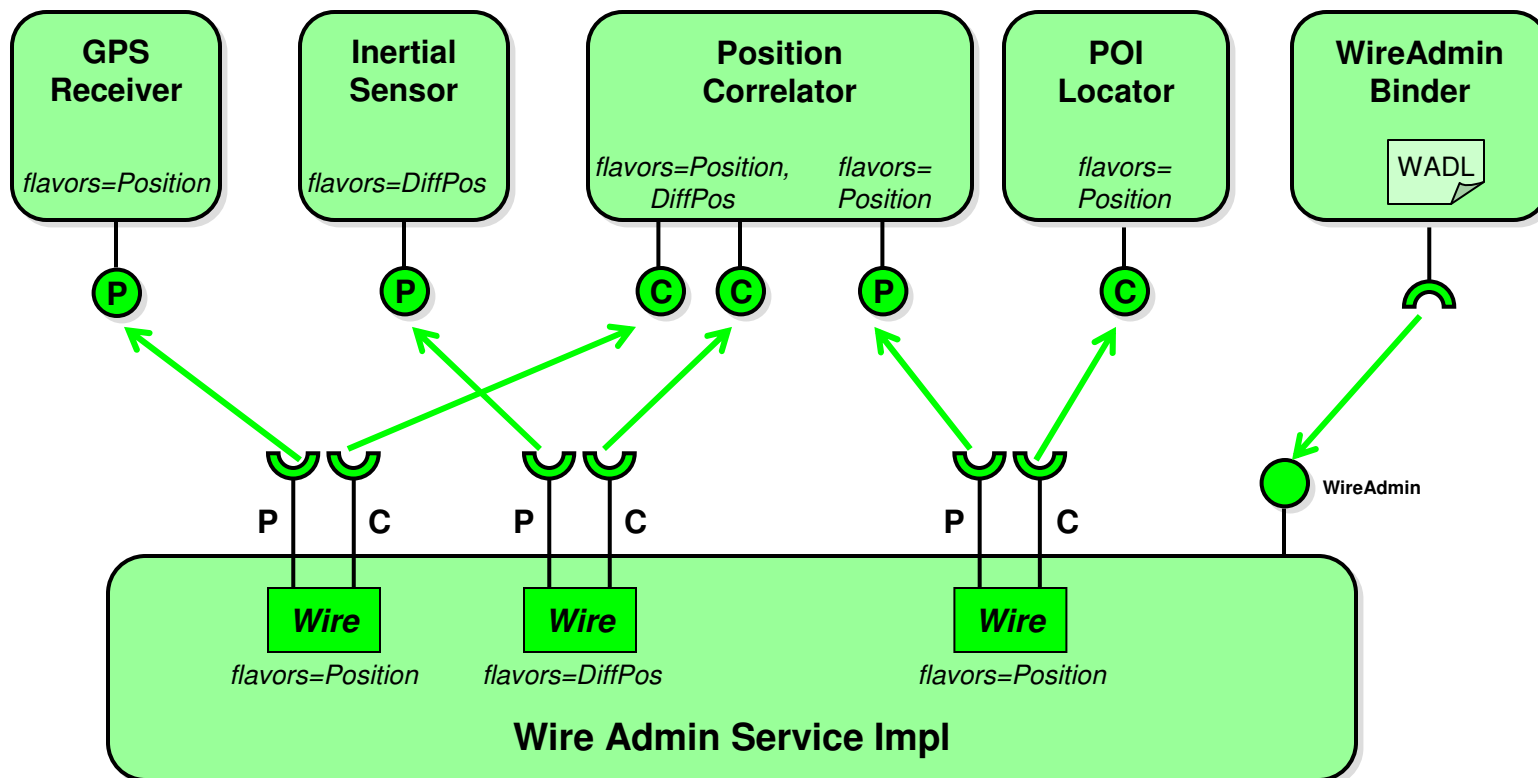 GPS
Receiver
flavors=Position
P
Inertial
Sensor
flavors=DiffPos
P
Position
Correlator
flavors=Position,
DiffPos
flavors=
Position
C
C
P
POI
Locator
flavors=
Position
C
WireAdmin
Binder
WADL
WireAdmin
P
C
P
C
P
C
Wire
flavors=Position
Wire
flavors=DiffPos
Wire
flavors=Position
Wire Admin Service Impl